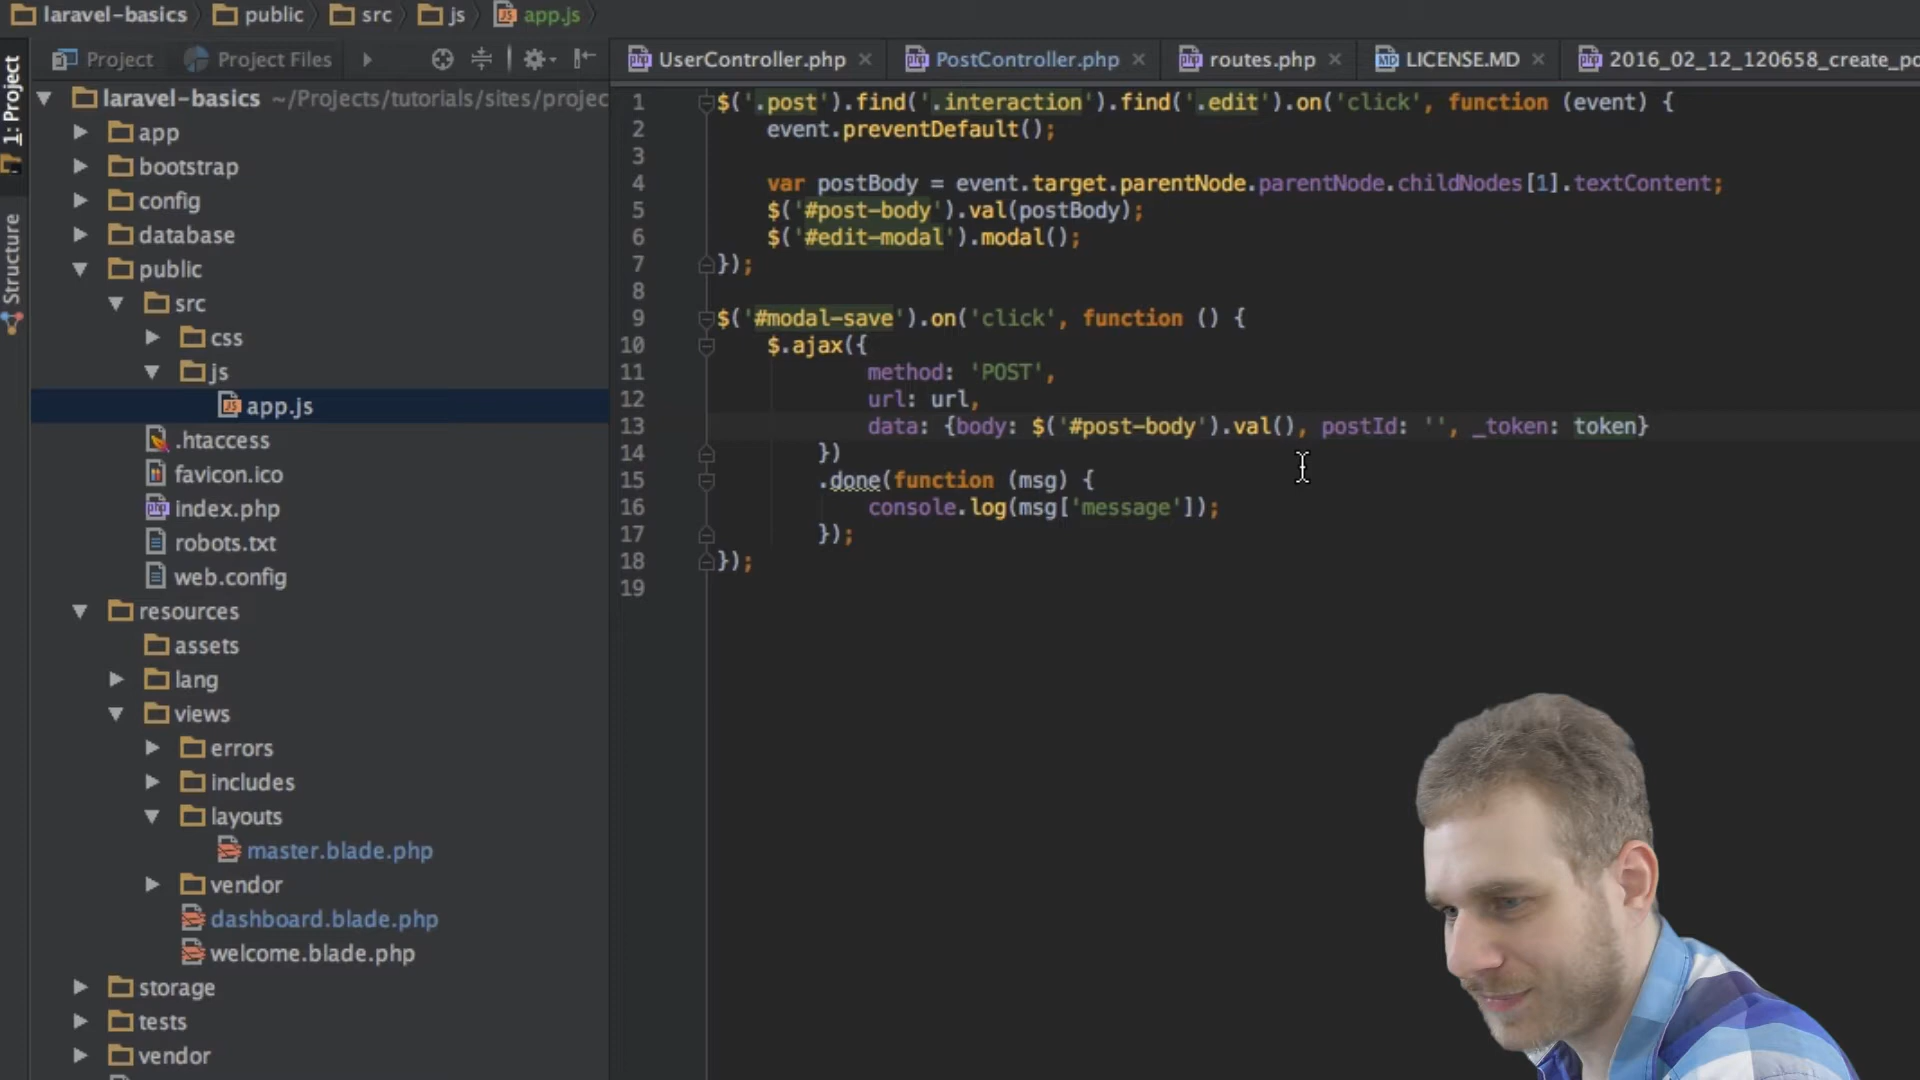 laravel-basics public src js app.js
1: Project
Structure
Project Project Files
laravel-basics ~/Projects/tutorials/sites/projec
app
bootstrap
config
database
public
src
css
js
app.js
.htaccess
favicon.ico
index.php
robots.txt
web.config
resources
assets
lang
views
errors
includes
layouts
master.blade.php
vendor
dashboard.blade.php
welcome.blade.php
storage
tests
vendor
UserController.php PostController.php routes.php LICENSE.MD 2016_02_12_120658_create_po
1 $('.post').find('.interaction').find('.edit').on('click', function (event) {
2 event.preventDefault();
3
4 var postBody = event.target.parentNode.parentNode.childNodes[1].textContent;
5 $('#post-body').val(postBody);
6 $('#edit-modal').modal();
7 });
8
9 $('#modal-save').on('click', function () {
10 $.ajax({
11 method: 'POST',
12 url: url,
13 data: {body: $('#post-body').val(), postId: '', _token: token}
14 })
15 .done(function (msg) {
16 console.log(msg['message']);
17 });
18 });
19